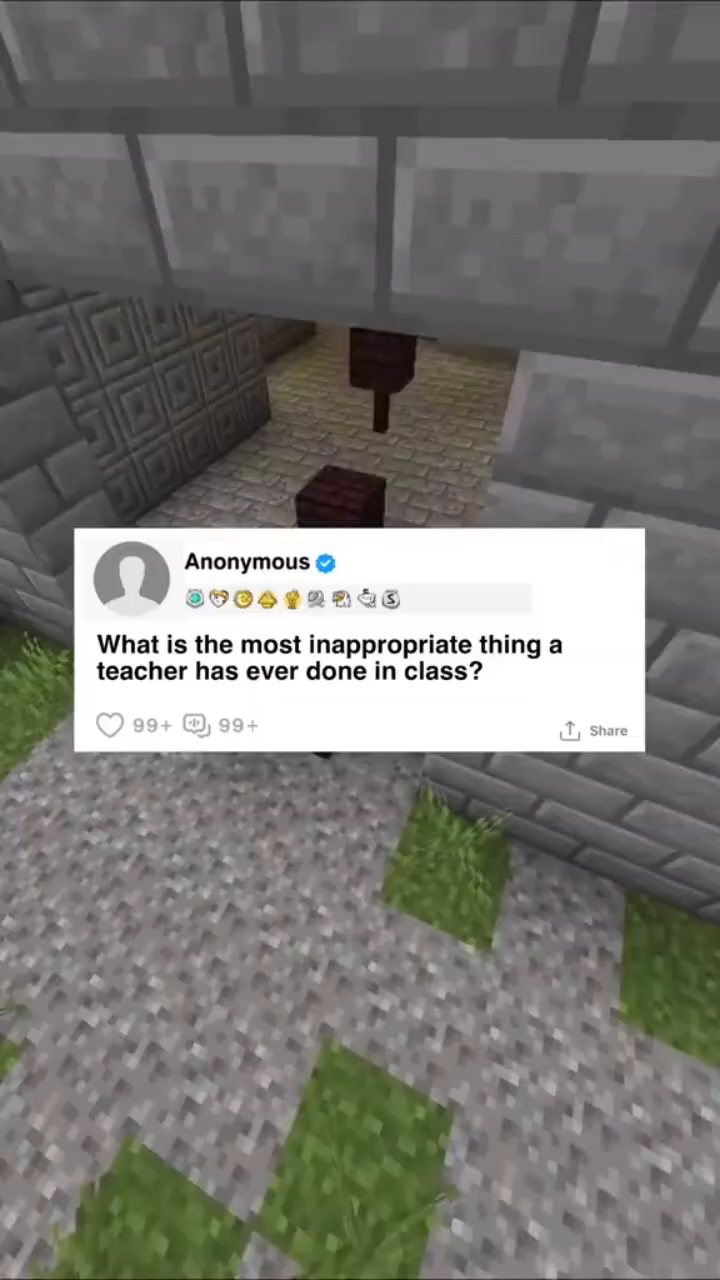 Anonymous
What is the most inappropriate thing a
teacher has ever done in class?
99+ 99+
Share